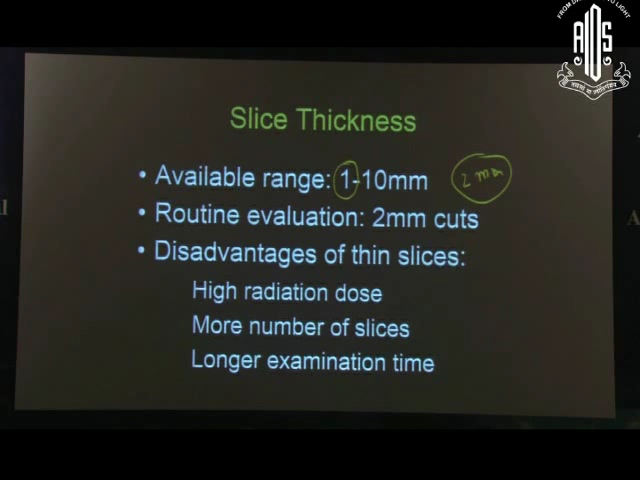 AIOS
Slice Thickness
• Available range: 1-10mm
2 mm
• Routine evaluation: 2mm cuts
• Disadvantages of thin slices:
High radiation dose
More number of slices
Longer examination time